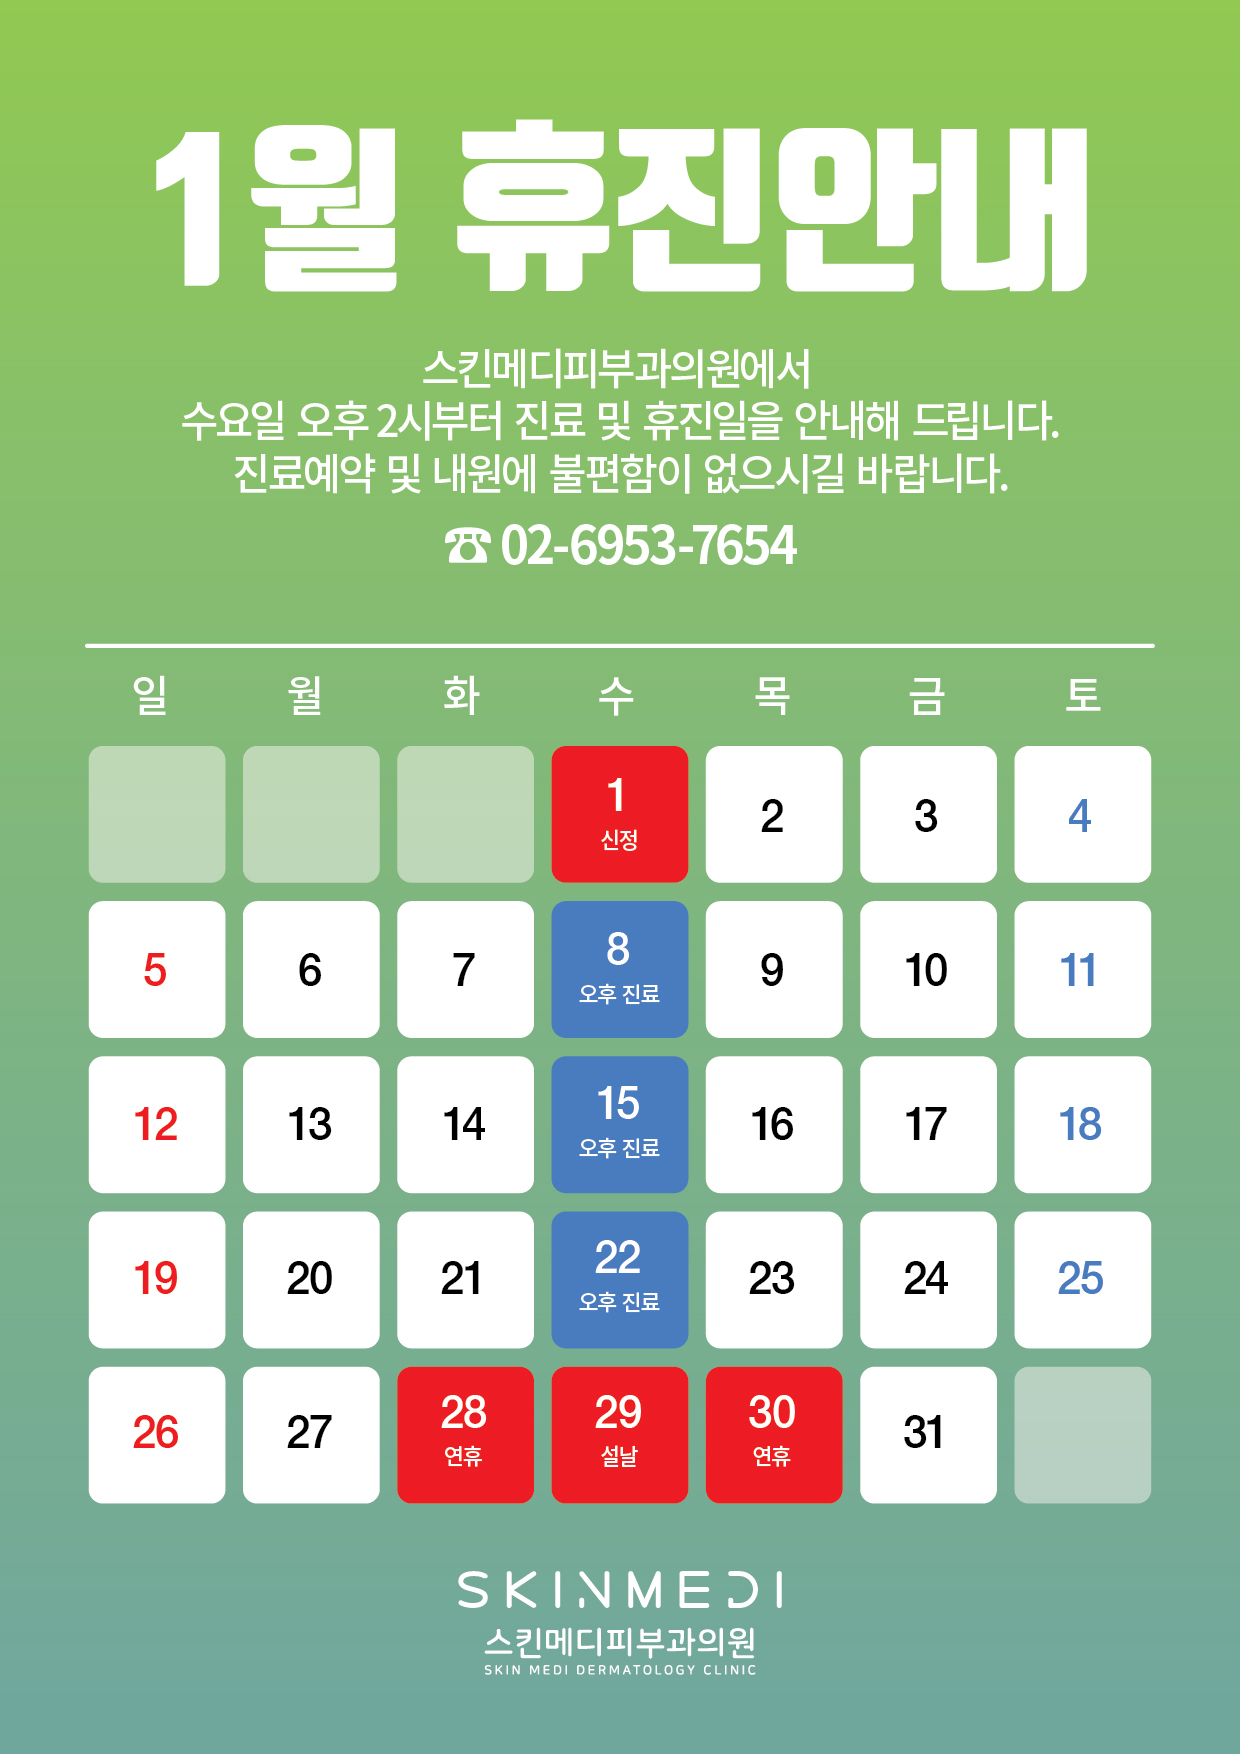 1월 휴진안내
스킨메디피부과의원에서
수요일 오후 2시부터 진료 및 휴진일을 안내해 드립니다.
진료예약 및 내원에 불편함이 없으시길 바랍니다.
☎ 02-6953-7654
일 월 화 수 목 금 토
1 2 3 4
신정
5 6 7 8 9 10 11
오후 진료
12 13 14 15 16 17 18
오후 진료
19 20 21 22 23 24 25
오후 진료
26 27 28 29 30 31
연휴 설날 연휴
SKINMEDI
스킨메디피부과의원
SKIN MEDI DERMATOLOGY CLINIC